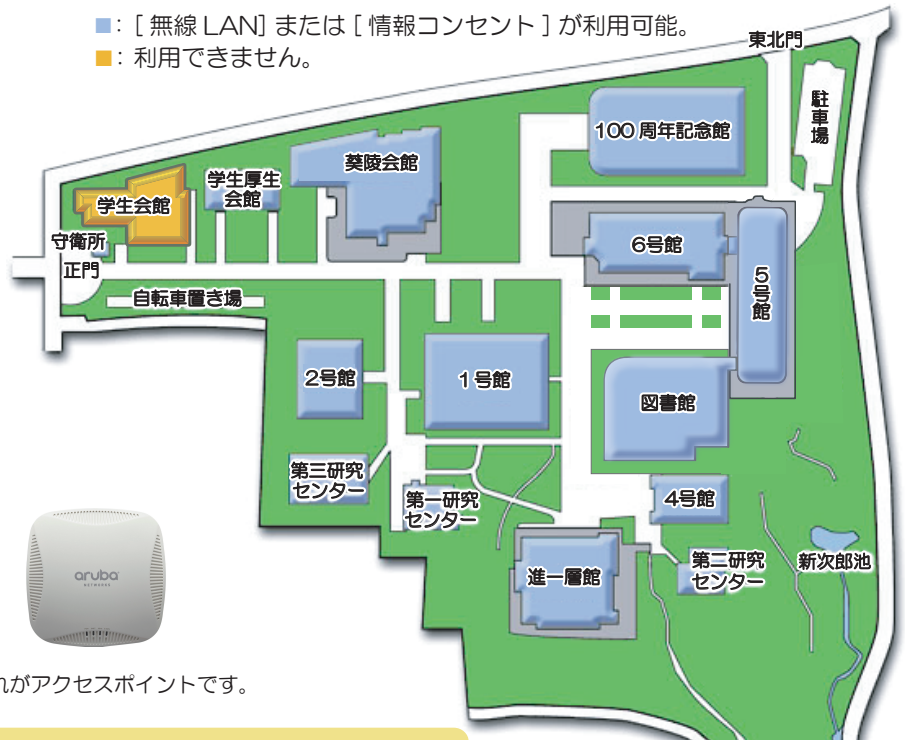 ■：[ 無線 LAN] または [ 情報コンセント ] が利用可能。
■：利用できません。
東北門
駐車場
100 周年記念館
葵陵会館
学生厚生
会館
学生会館
守衛所
正門
自転車置き場
6号館
5号館
2号館
1号館
図書館
第三研究
センター
第一研究
センター
4号館
進一層館
第二研究
センター
新次郎池
aruba
NETWORKS
れがアクセスポイントです。